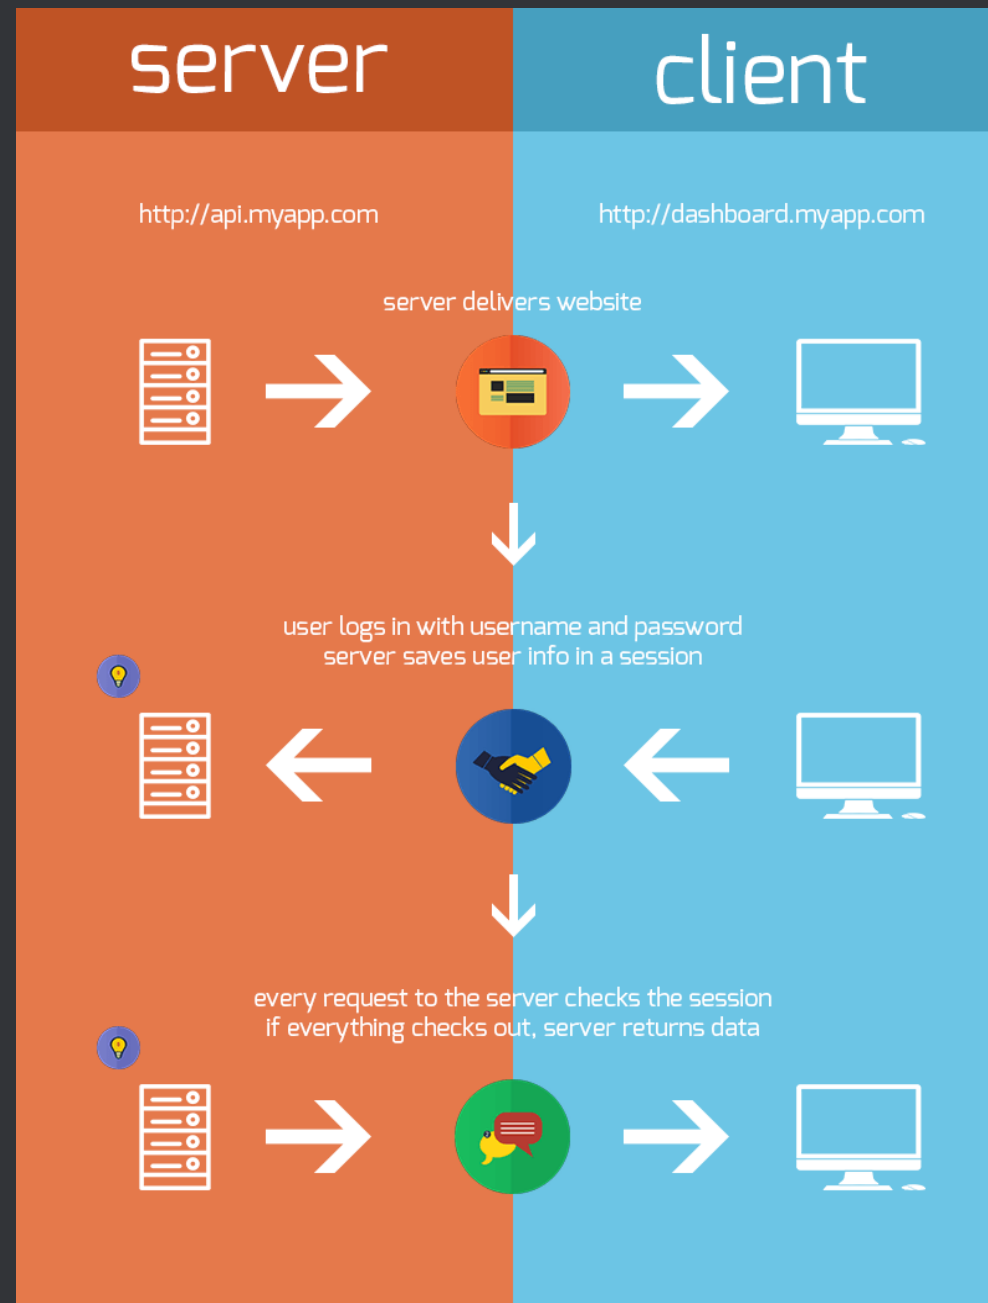 server
client
http://api.myapp.com
http://dashboard.myapp.com
server delivers website
user logs in with username and password
server saves user info in a session
every request to the server checks the session
if everything checks out, server returns data